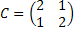 C = (2 1
1 2)